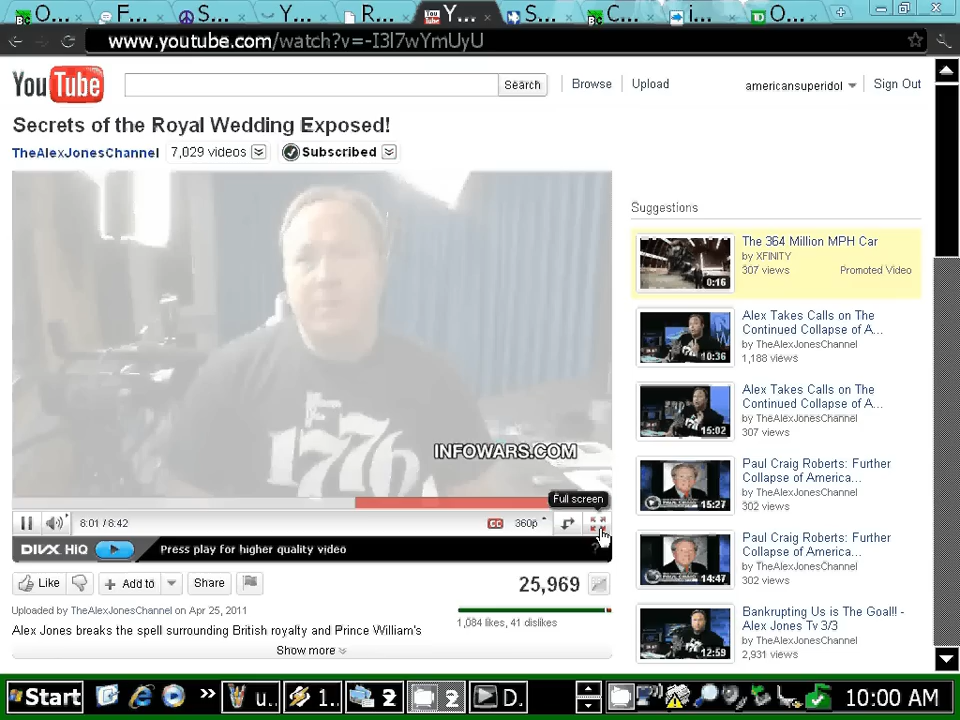 O... F... S... Y... R... Y... S... C... i... O...
www.youtube.com/watch?v=-I3l7wYmUyU
YouTube Search Browse Upload americansuperidol Sign Out
Secrets of the Royal Wedding Exposed!
TheAlexJonesChannel 7,029 videos Subscribed
1776
INFOWARS.COM
Full screen
8:01 / 8:42 CC 360p
DIVX HIQ Press play for higher quality video ?
Like Add to Share 25,969
Uploaded by TheAlexJonesChannel on Apr 25, 2011
1,084 likes, 41 dislikes
Alex Jones breaks the spell surrounding British royalty and Prince William's
Show more
Suggestions
The 364 Million MPH Car
by XFINITY
307 views Promoted Video
0:16
Alex Takes Calls on The
Continued Collapse of A...
by TheAlexJonesChannel
1,188 views
10:36
Alex Takes Calls on The
Continued Collapse of A...
by TheAlexJonesChannel
307 views
15:02
Paul Craig Roberts: Further
Collapse of America...
by TheAlexJonesChannel
302 views
15:27
Paul Craig Roberts: Further
Collapse of America...
by TheAlexJonesChannel
302 views
14:47
Bankrupting Us is The Goal!! -
Alex Jones Tv 3/3
by TheAlexJonesChannel
2,931 views
12:59
Start » u... 1... 2 2 D... 10:00 AM